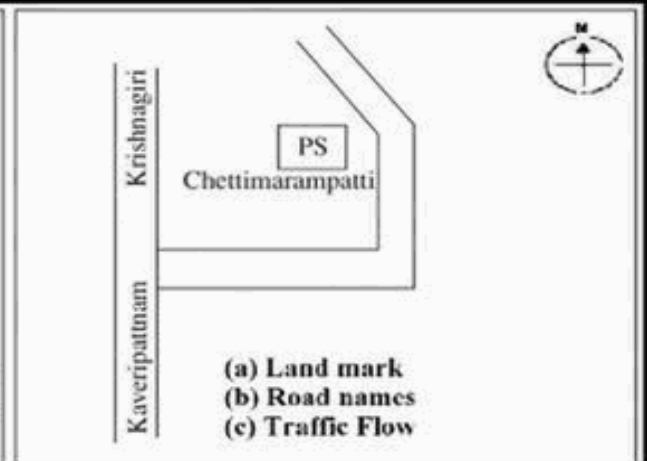 N
Krishnagiri
PS
Chettimarampatti
Kaveripattnam
(a) Land mark
(b) Road names
(c) Traffic Flow